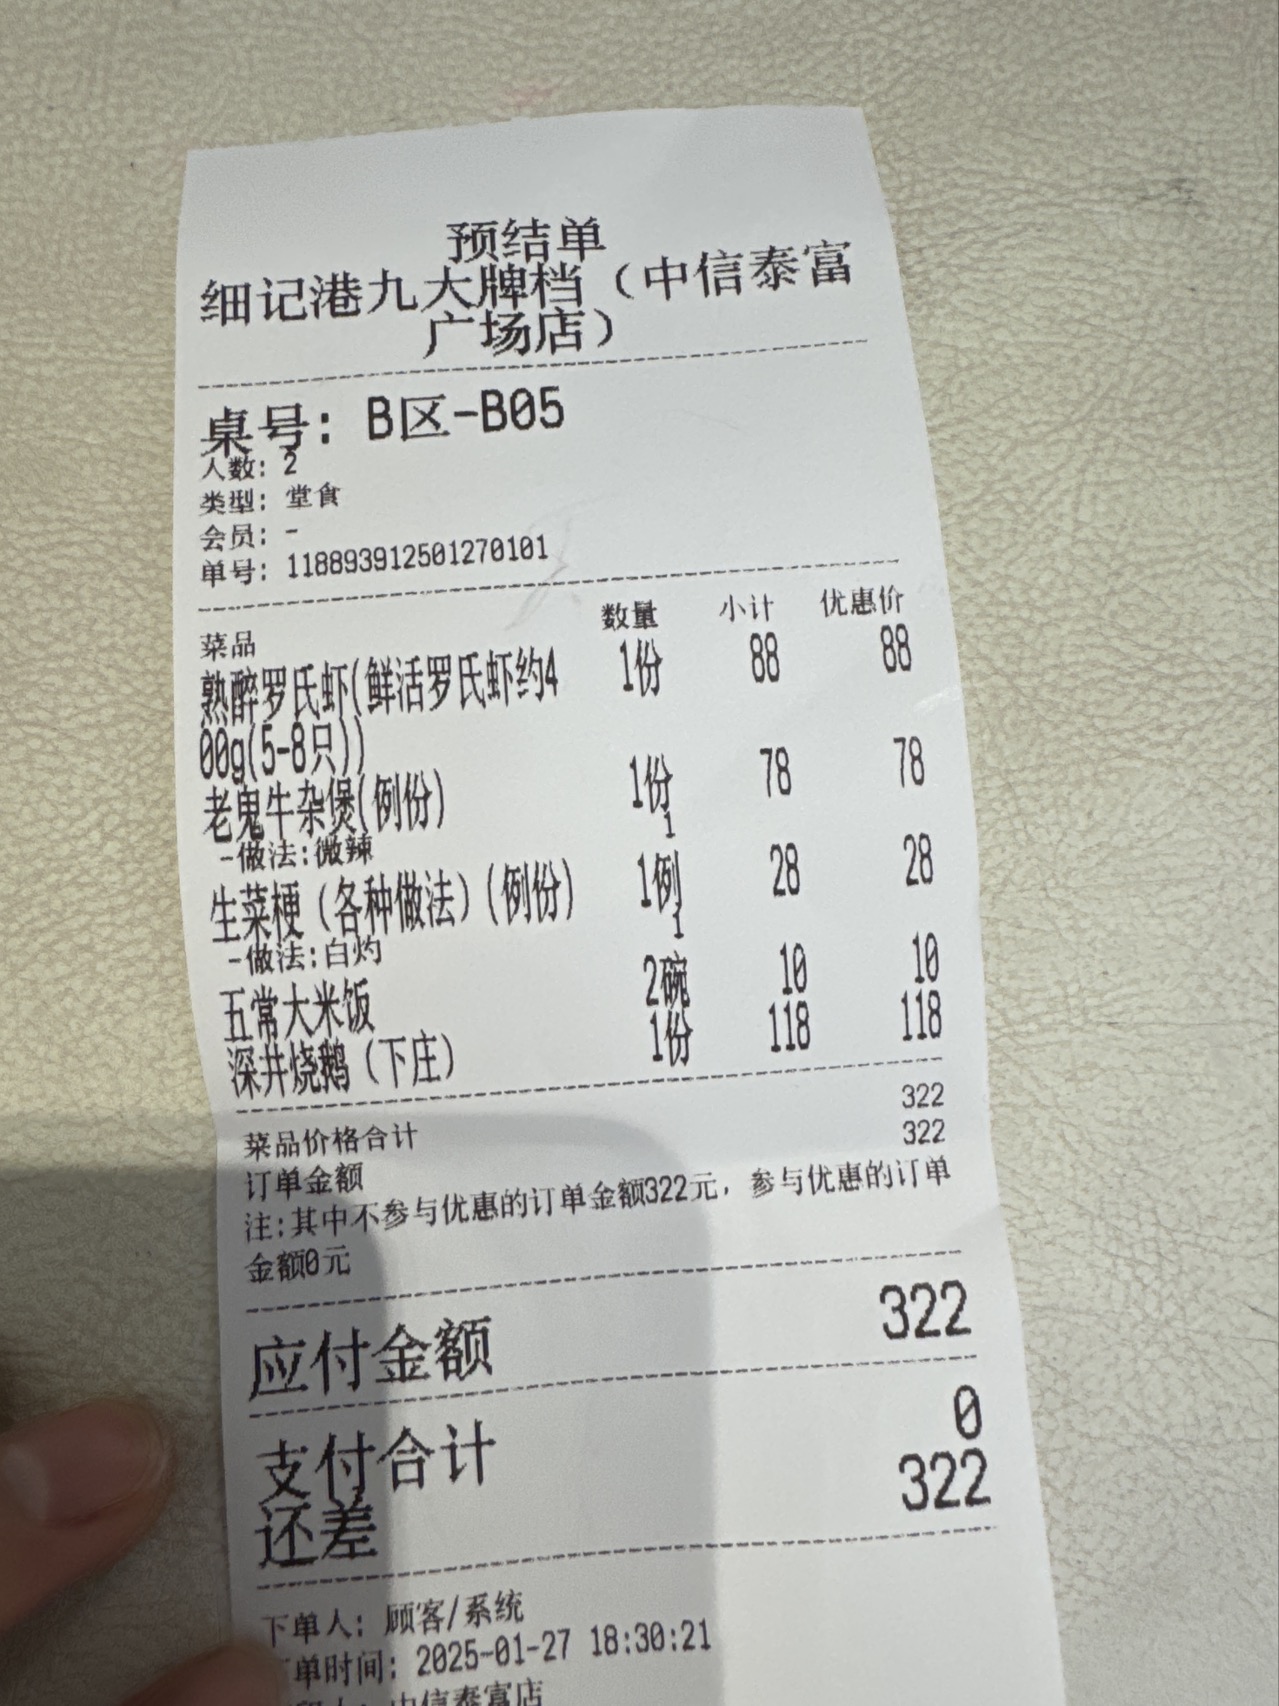 预结单
细记港九大牌档（中信泰富
广场店）
桌号：B区-B05
人数：2
类型：堂食
会员：-
单号：118893912501270101
菜品 数量 小计 优惠价
熟醉罗氏虾(鲜活罗氏虾约4 1份 88 88
00g(5-8只))
老鬼牛杂煲(例份) 1份 78 78
-做法:微辣 1
生菜梗（各种做法）(例份) 1例 28 28
-做法:白灼 1
五常大米饭 2碗 10 10
深井烧鹅（下庄） 1份 118 118
菜品价格合计 322
订单金额 322
注:其中不参与优惠的订单金额322元，参与优惠的订单
金额0元
应付金额 322
支付合计 0
还差 322
下单人：顾客/系统
单时间：2025-01-27 18:30:21
中信泰富店